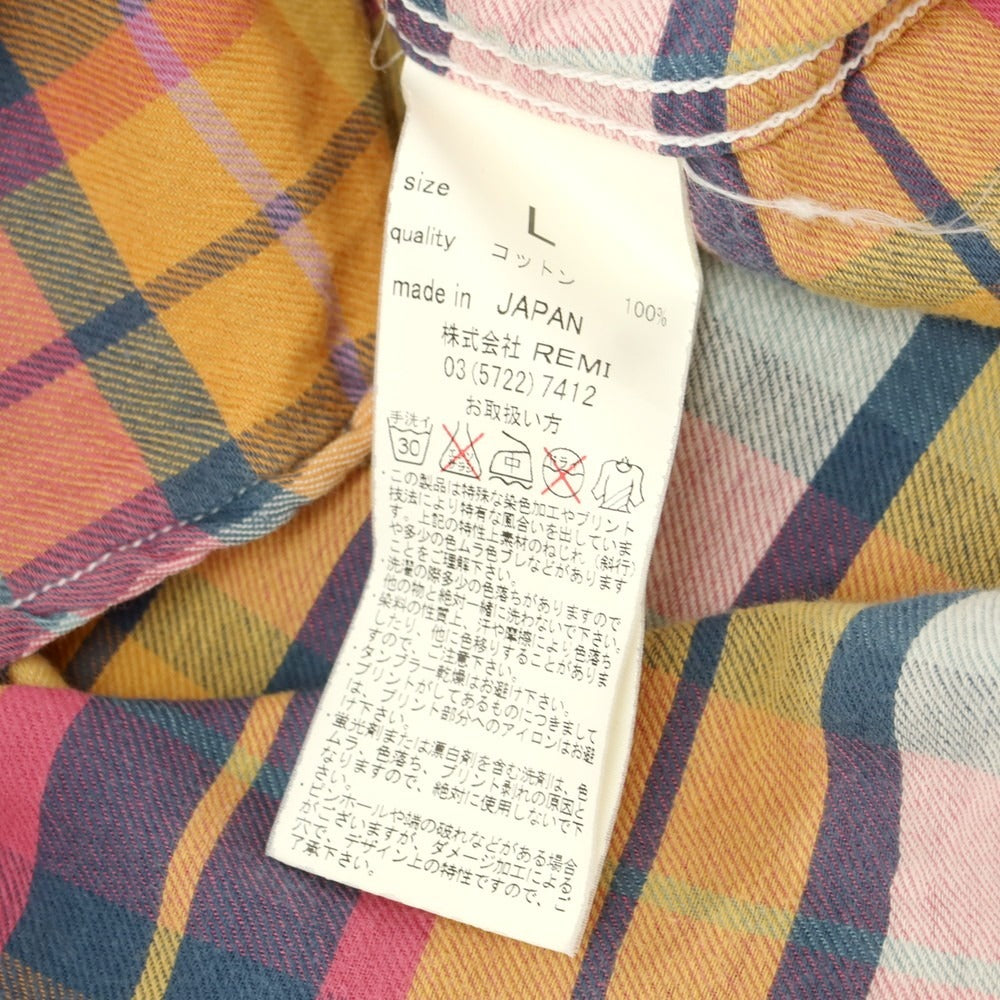 size
L
quality コットン 100%
made in JAPAN
株式会社 REMI
03(5722)7412
お取扱い方
手洗イ
30
エンソ
サラシ
中
ドライ
・この製品は特殊な染色加工やプリント
技法により特有な風合いを出していま
す。上記の特性上素材のねじれ(斜行)
や多少の色ムラ色ブレなどがあります
ことをご理解下さい。
・洗濯の際多少の色落ちがありますので
他の物と絶対一緒に洗わないで下さい。
・染料の性質上、汗や摩擦により色落ち
したり、他に色移りすることがありま
すので、ご注意下さい。
・タンブラー乾燥はお避け下さい。
・プリントがしてあるものにつきまして
は、プリント部分へのアイロンはお避
け下さい。
・蛍光剤または漂白剤を含む洗剤は、色
ムラ、色落ち、プリント剥れの原因と
なりますので、絶対に使用しないで下
さい。
・ピンホールや端の破れなどがある場合
がございますが、ダメージ加工による
穴で、デザイン上の特性ですので、ご
了承下さい。